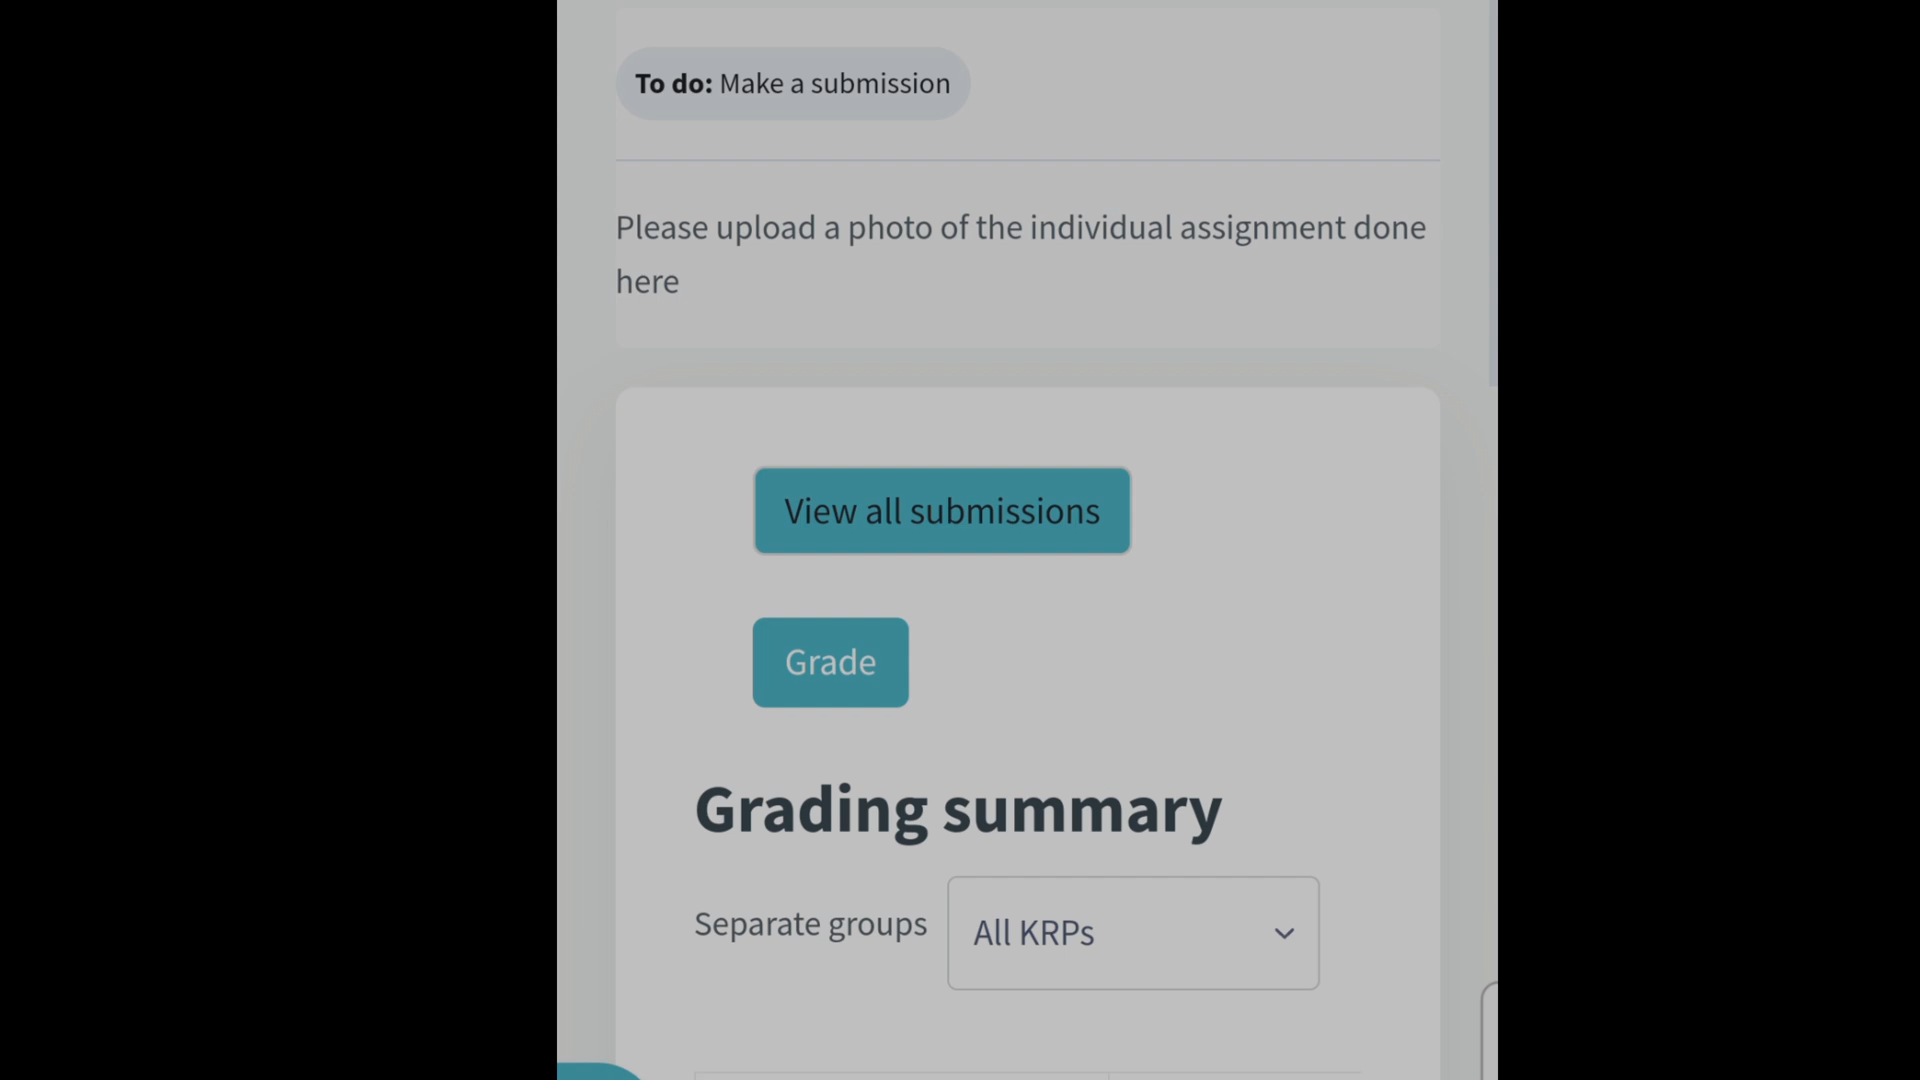 To do: Make a submission
Please upload a photo of the individual assignment done
here
View all submissions
Grade
Grading summary
Separate groups
All KRPs